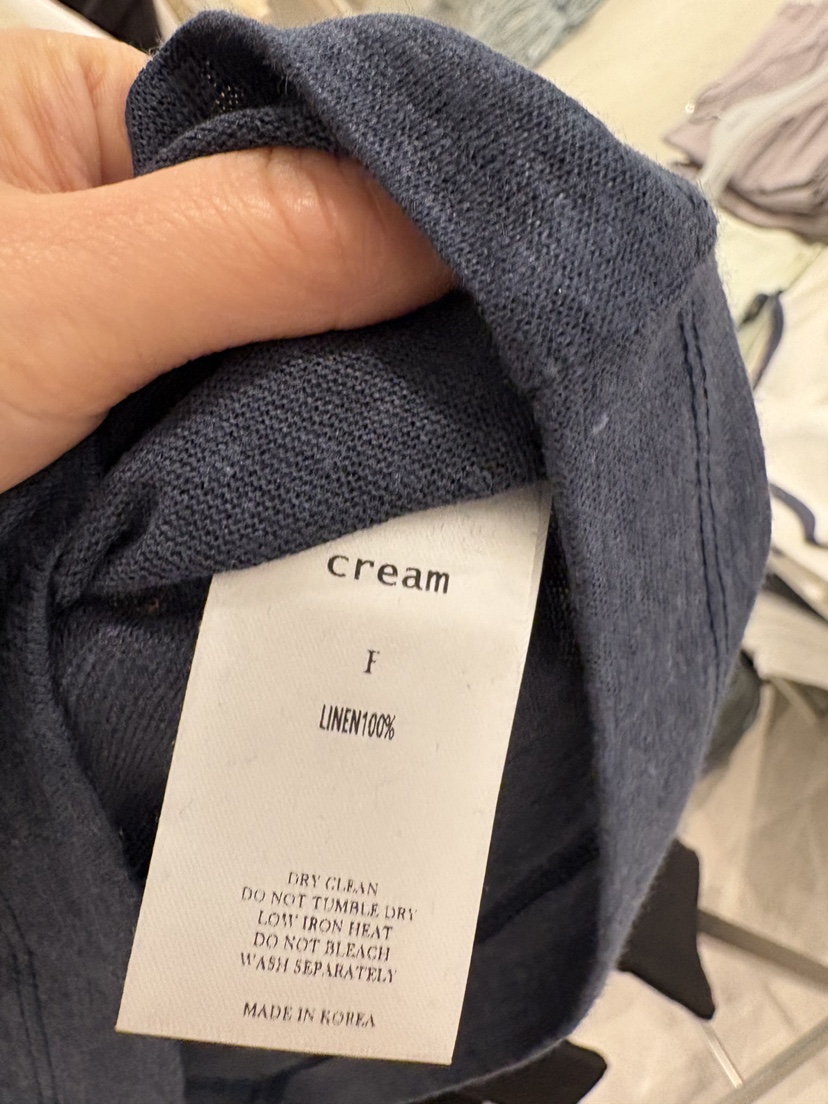 cream
F
LINEN100%
DRY CLEAN
DO NOT TUMBLE DRY
LOW IRON HEAT
DO NOT BLEACH
WASH SEPARATELY
MADE IN KOREA